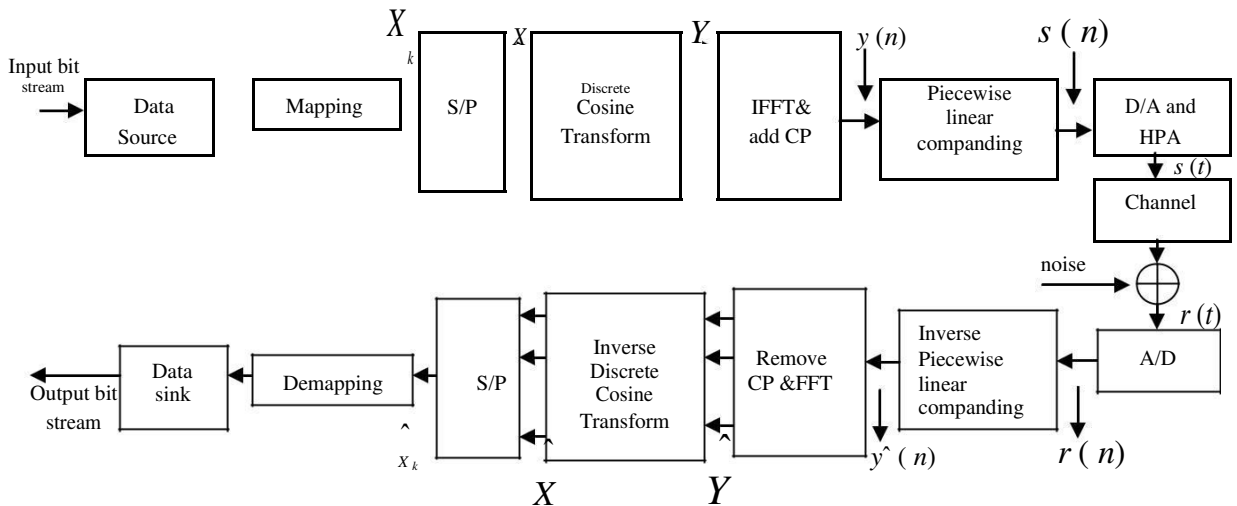 Input bit
stream
Data
Source
Mapping
X
k
S/P
X
Discrete
Cosine
Transform
Y
IFFT&
add CP
y (n)
Piecewise
linear
companding
s ( n)
D/A and
HPA
s (t)
Channel
noise
r (t)
A/D
r ( n)
Inverse
Piecewise
linear
companding
y^ ( n)
Remove
CP &FFT
^
Y
Inverse
Discrete
Cosine
Transform
^
X
S/P
^
X k
Demapping
Data
sink
Output bit
stream